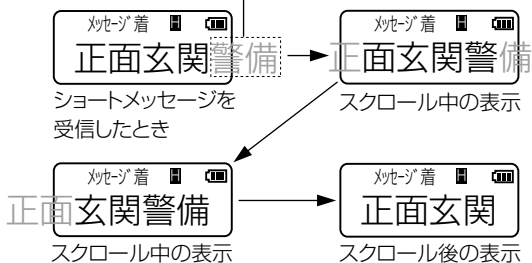 メッセージ着
正面玄関警備
ショートメッセージを
受信したとき
メッセージ着
正面玄関警備
スクロール中の表示
メッセージ着
正面玄関警備
スクロール中の表示
メッセージ着
正面玄関
スクロール後の表示